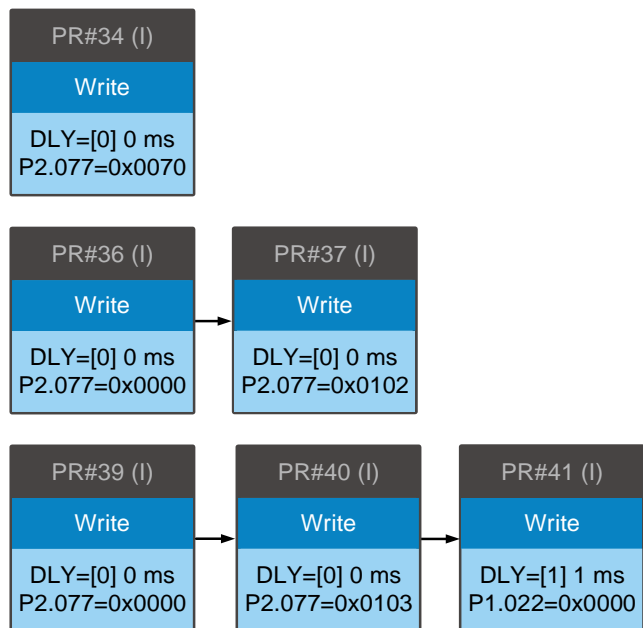 PR#34 (I)
Write
DLY=[0] 0 ms
P2.077=0x0070
PR#36 (I)
Write
DLY=[0] 0 ms
P2.077=0x0000
PR#37 (I)
Write
DLY=[0] 0 ms
P2.077=0x0102
PR#39 (I)
Write
DLY=[0] 0 ms
P2.077=0x0000
PR#40 (I)
Write
DLY=[0] 0 ms
P2.077=0x0103
PR#41 (I)
Write
DLY=[1] 1 ms
P1.022=0x0000